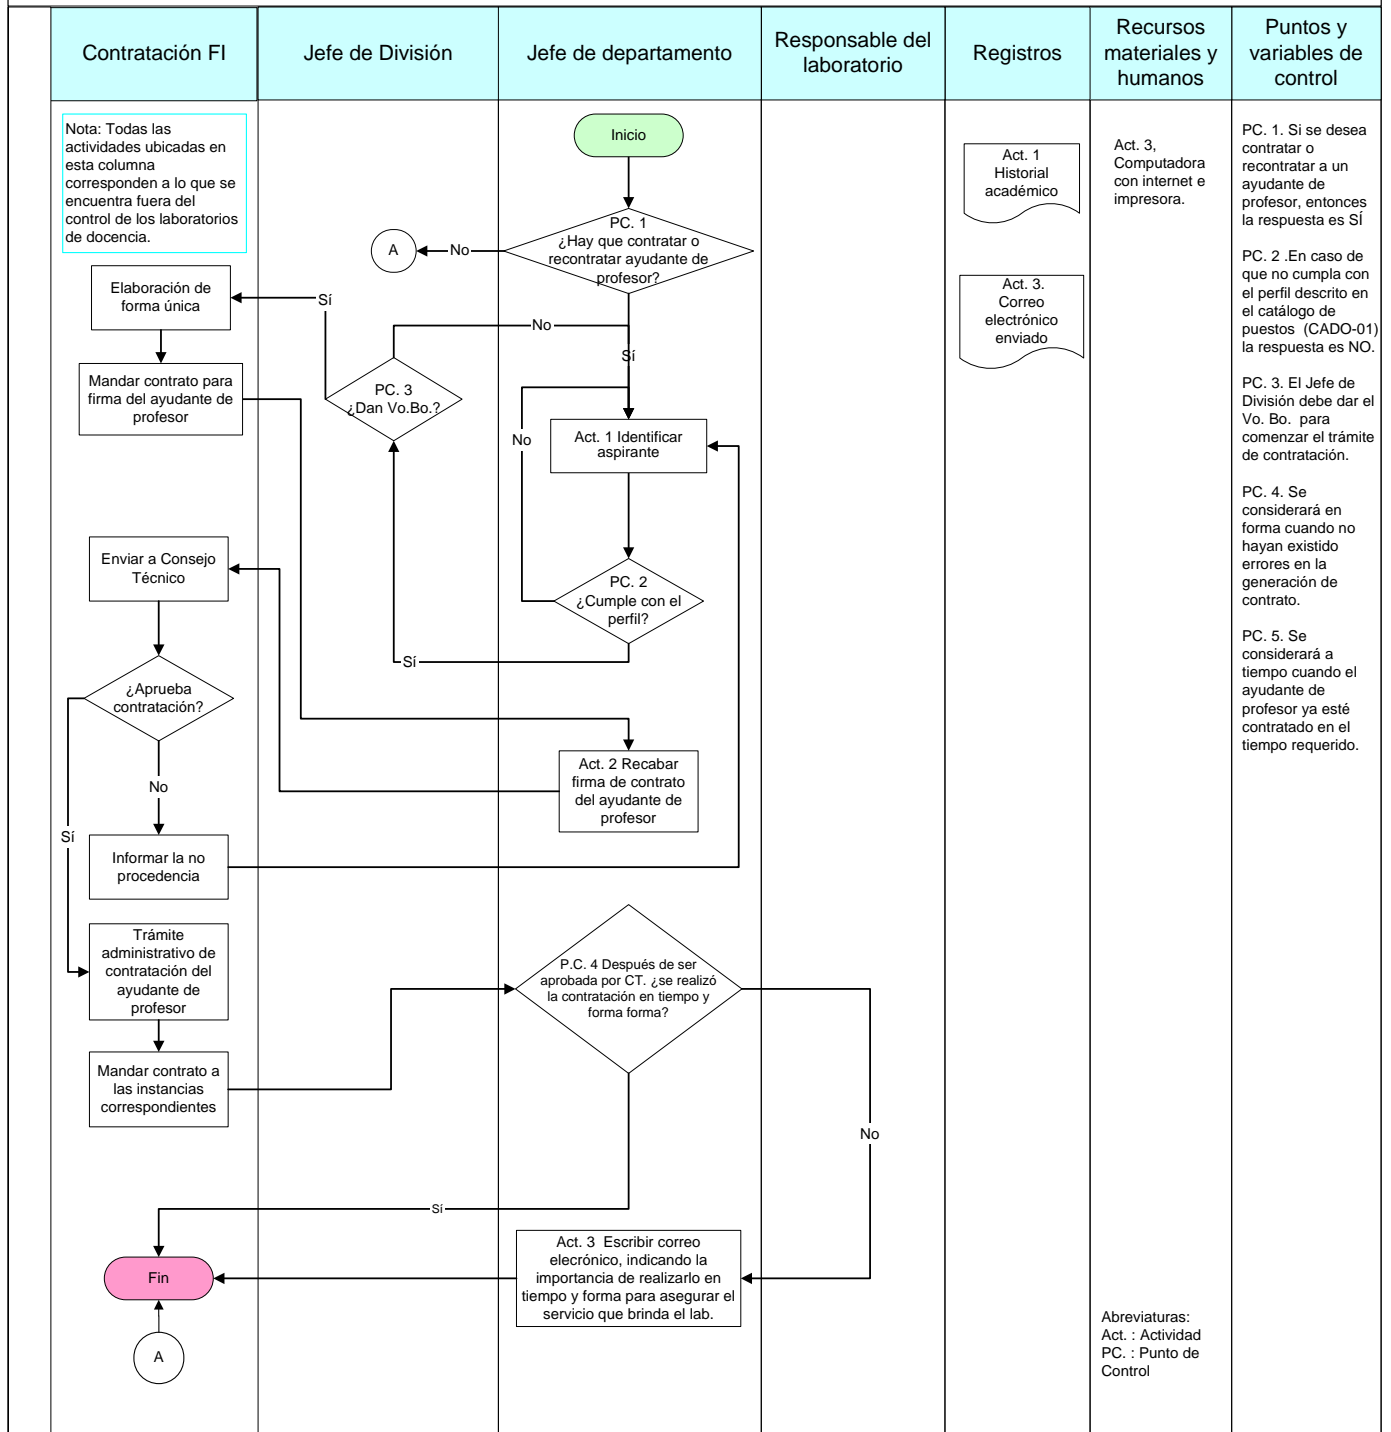 Contratación FI
Jefe de División
Jefe de departamento
Responsable del
laboratorio
Registros
Recursos
materiales y
humanos
Puntos y
variables de
control
Nota: Todas las
actividades ubicadas en
esta columna
corresponden a lo que se
encuentra fuera del
control de los laboratorios
de docencia.
Inicio
PC. 1
¿Hay que contratar o
recontratar ayudante de
profesor?
No
A
Sí
Elaboración de
forma única
Sí
No
Mandar contrato para
firma del ayudante de
profesor
PC. 3
¿Dan Vo.Bo.?
No
Act. 1 Identificar
aspirante
Enviar a Consejo
Técnico
PC. 2
¿Cumple con el
perfil?
Sí
¿Aprueba
contratación?
No
Sí
Act. 2 Recabar
firma de contrato
del ayudante de
profesor
Informar la no
procedencia
Trámite
administrativo de
contratación del
ayudante de
profesor
P.C. 4 Después de ser
aprobada por CT. ¿se realizó
la contratación en tiempo y
forma forma?
Mandar contrato a
las instancias
correspondientes
No
Sí
Act. 3 Escribir correo
elecrónico, indicando la
importancia de realizarlo en
tiempo y forma para asegurar el
servicio que brinda el lab.
Fin
A
Act. 1
Historial
académico
Act. 3.
Correo
electrónico
enviado
Act. 3,
Computadora
con internet e
impresora.
Abreviaturas:
Act. : Actividad
PC. : Punto de
Control
PC. 1. Si se desea
contratar o
recontratar a un
ayudante de
profesor, entonces
la respuesta es SÍ
PC. 2 .En caso de
que no cumpla con
el perfil descrito en
el catálogo de
puestos (CADO-01)
la respuesta es NO.
PC. 3. El Jefe de
División debe dar el
Vo. Bo. para
comenzar el trámite
de contratación.
PC. 4. Se
considerará en
forma cuando no
hayan existido
errores en la
generación de
contrato.
PC. 5. Se
considerará a
tiempo cuando el
ayudante de
profesor ya esté
contratado en el
tiempo requerido.